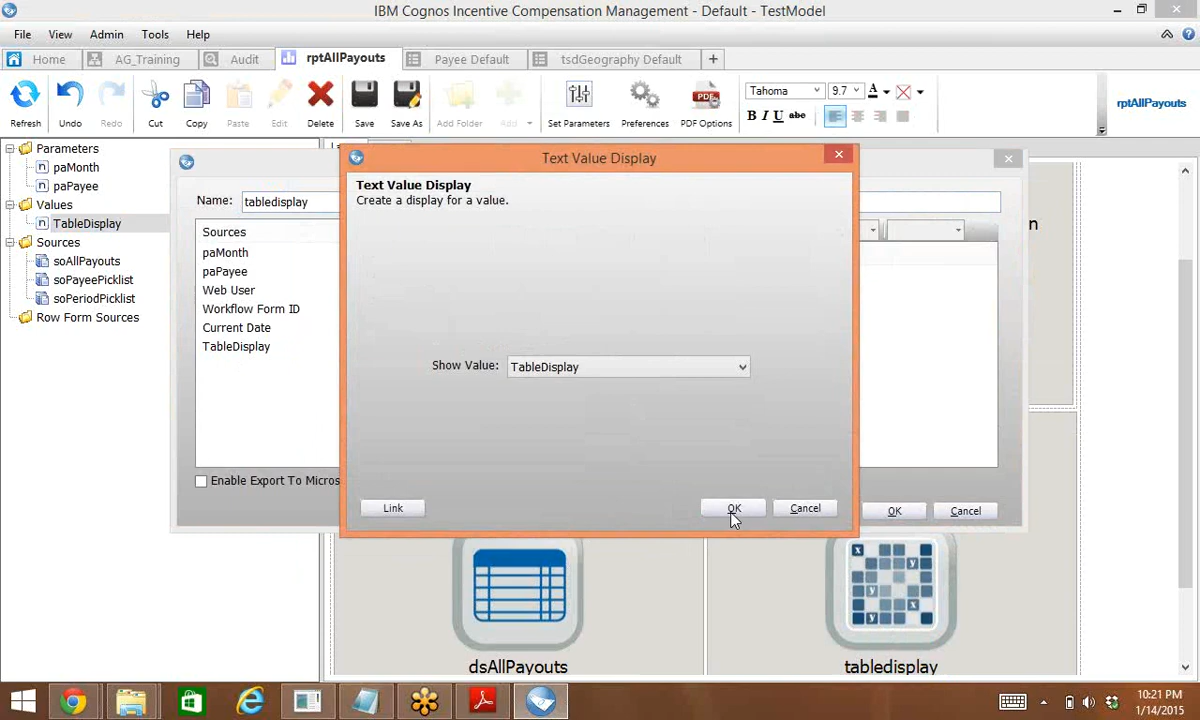 IBM Cognos Incentive Compensation Management - Default - TestModel
File View Admin Tools Help
Home AG_Training Audit rptAllPayouts Payee Default tsdGeography Default +
Refresh Undo Redo Cut Copy Paste Edit Delete Save Save As Add Folder Add Set Parameters Preferences PDF Options
Tahoma 9.7 A
B I U abc
rptAllPayouts
Parameters
paMonth
paPayee
Values
TableDisplay
Sources
soAllPayouts
soPayeePicklist
soPeriodPicklist
Row Form Sources
Name: tabledisplay
Sources
paMonth
paPayee
Web User
Workflow Form ID
Current Date
TableDisplay
Enable Export To Micros
OK Cancel
Text Value Display
Text Value Display
Create a display for a value.
Show Value: TableDisplay
Link OK Cancel
dsAllPayouts tabledisplay
PDF
10:21 PM
1/14/2015